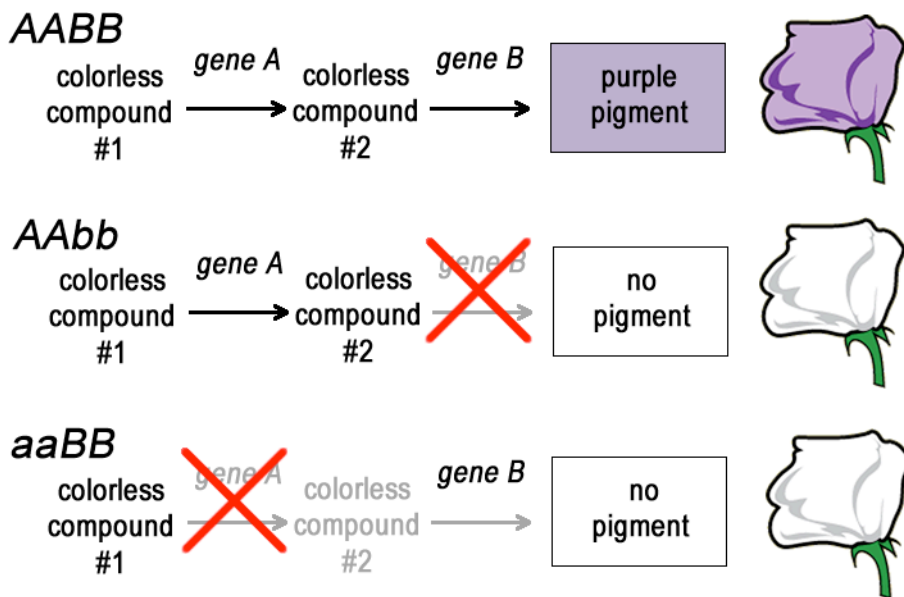 AABB
gene A
gene B
colorless
compound
#1
colorless
compound
#2
purple
pigment
AAbb
gene A
gene B
colorless
compound
#1
colorless
compound
#2
no
pigment
aaBB
gene A
gene B
colorless
compound
#1
colorless
compound
#2
no
pigment